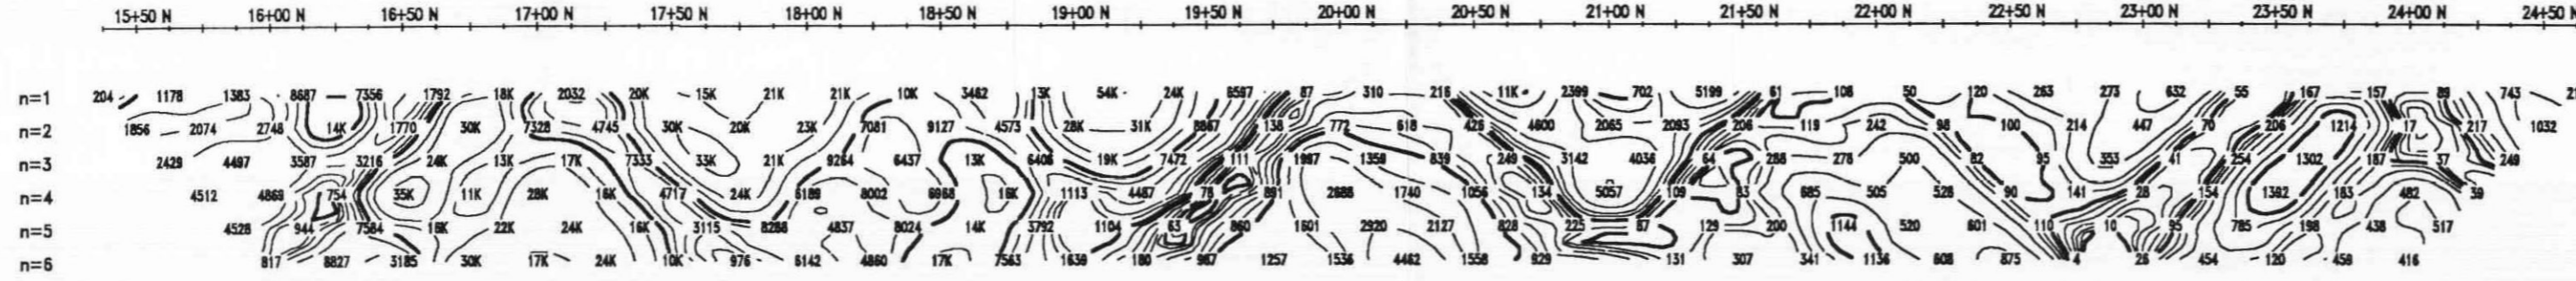 15+50 N 16+00 N 16+50 N 17+00 N 17+50 N 18+00 N 18+50 N 19+00 N 19+50 N 20+00 N 20+50 N 21+00 N 21+50 N 22+00 N 22+50 N 23+00 N 23+50 N 24+00 N 24+50 N
n=1 204 1178 1383 8687 7356 1792 18K 2032 20K 15K 21K 21K 10K 3462 13K 54K 24K 6597 87 310 216 11K 2399 702 5199 61 108 50 120 263 273 632 55 167 157 89 743
n=2 1856 2074 2748 14K 1770 30K 7328 4745 30K 20K 23K 7081 9127 4573 28K 31K 8867 138 772 618 426 4600 2065 2093 206 119 242 98 100 214 447 70 206 1214 17 217 1032
n=3 2429 4497 3587 3216 24K 13K 17K 7333 33K 21K 9264 6437 13K 6406 19K 7472 111 1997 1359 839 249 3142 4036 64 288 278 500 82 95 353 41 254 1302 187 37 249
n=4 4512 4869 754 35K 11K 28K 16K 4717 24K 6189 8002 6968 16K 1113 4487 78 891 2688 1740 1056 134 5057 109 83 685 505 528 90 141 28 154 1392 183 482 39
n=5 4528 944 7584 18K 22K 24K 16K 3115 8288 4837 8024 14K 3792 1104 63 860 1601 2920 2127 828 225 87 129 200 1144 520 601 110 10 95 785 198 438 517
n=6 817 8827 3185 30K 17K 24K 10K 976 6142 4860 17K 7563 1639 180 987 1257 1536 4462 1558 929 131 307 341 1136 608 875 4 26 454 120 459 416